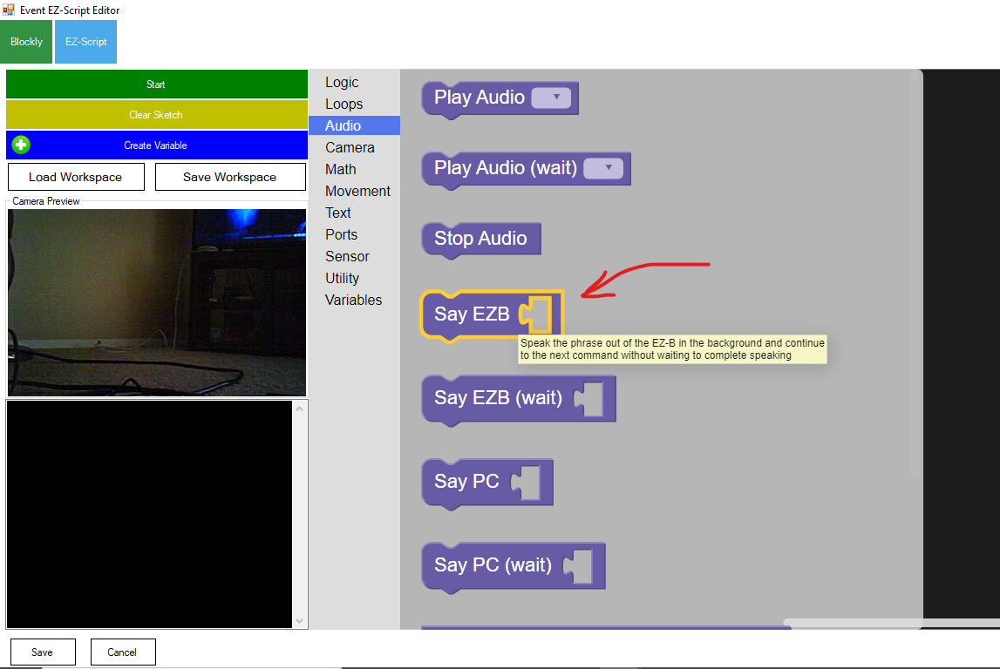 Event EZ-Script Editor
Blockly
EZ-Script
Start
Clear Sketch
Create Variable
Load Workspace
Save Workspace
Camera Preview
Logic
Loops
Audio
Camera
Math
Movement
Text
Ports
Sensor
Utility
Variables
Play Audio
Play Audio (wait)
Stop Audio
Say EZB
Speak the phrase out of the EZ-B in the background and continue
to the next command without waiting to complete speaking
Say EZB (wait)
Say PC
Say PC (wait)
Save
Cancel